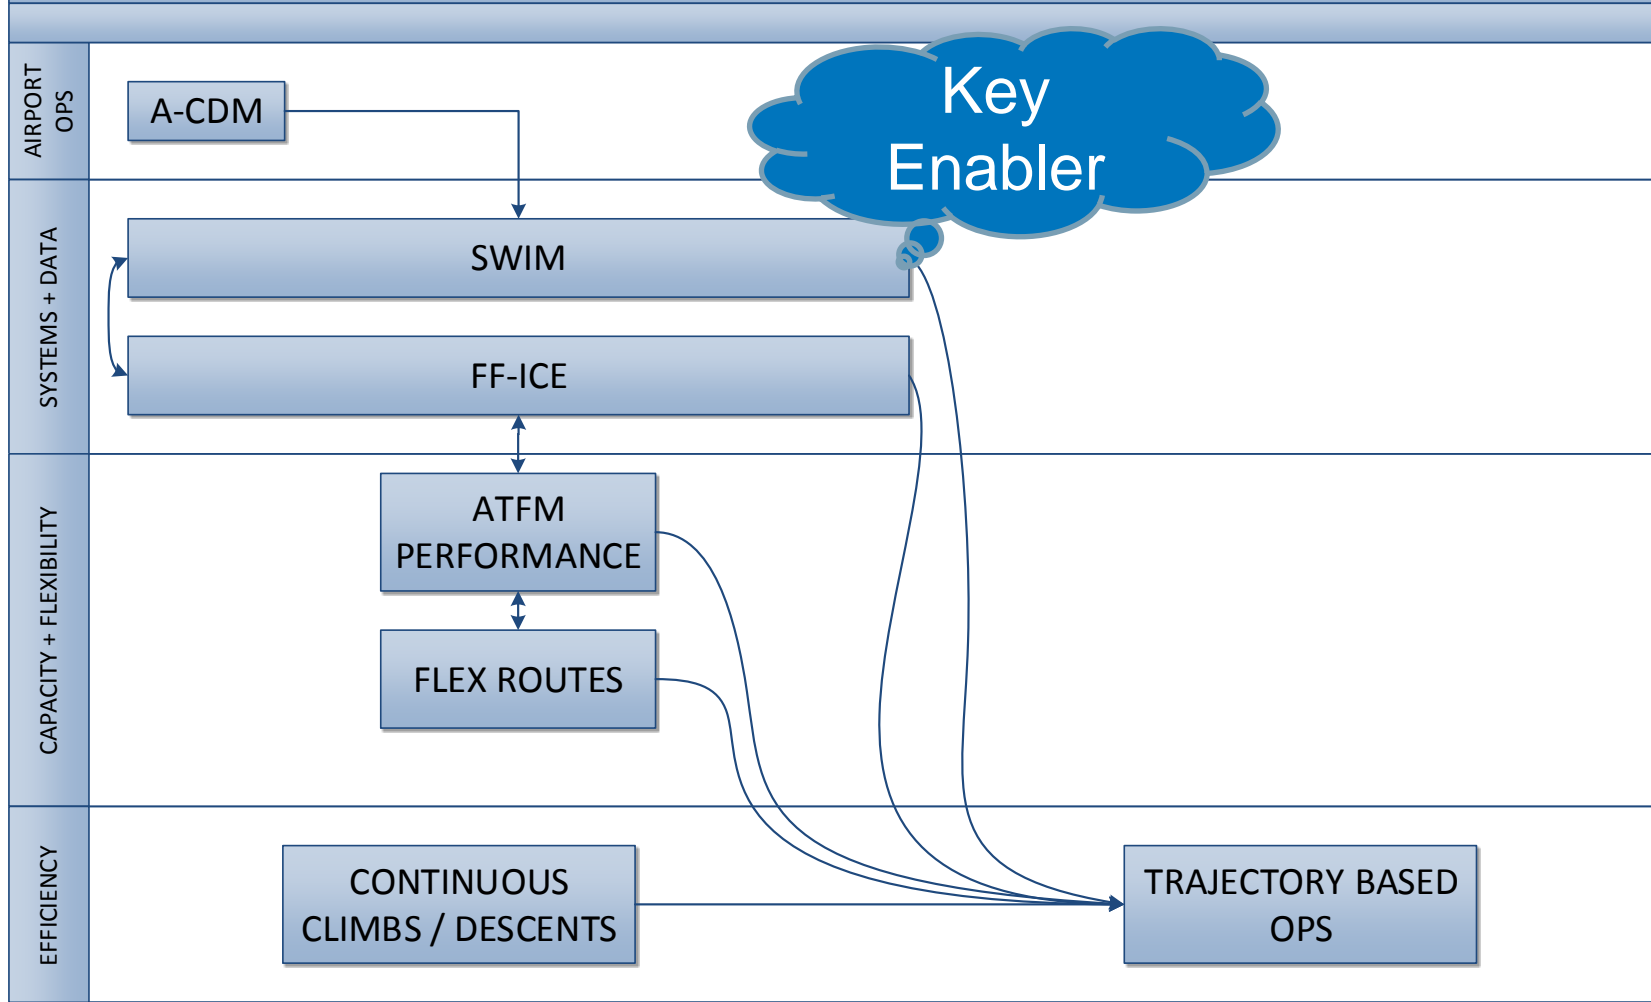 AIRPORT
OPS
A-CDM
Key
Enabler
SYSTEMS + DATA
SWIM
FF-ICE
CAPACITY + FLEXIBILITY
ATFM
PERFORMANCE
FLEX ROUTES
EFFICIENCY
CONTINUOUS
CLIMBS / DESCENTS
TRAJECTORY BASED
OPS